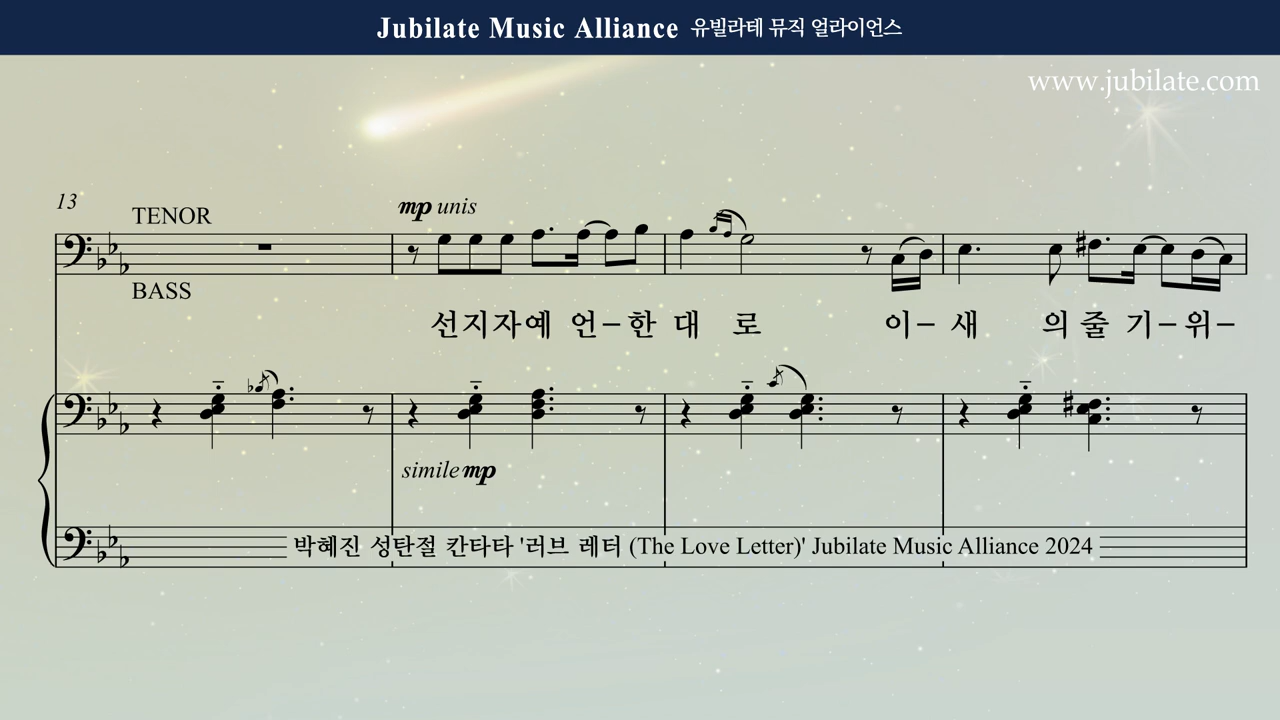 Jubilate Music Alliance 유빌라테 뮤직 얼라이언스
www.jubilate.com
13
TENOR
mp unis
BASS
선지자예 언–한 대 로 이– 새 의 줄 기–위–
simile mp
박혜진 성탄절 칸타타 '러브 레터 (The Love Letter)' Jubilate Music Alliance 2024